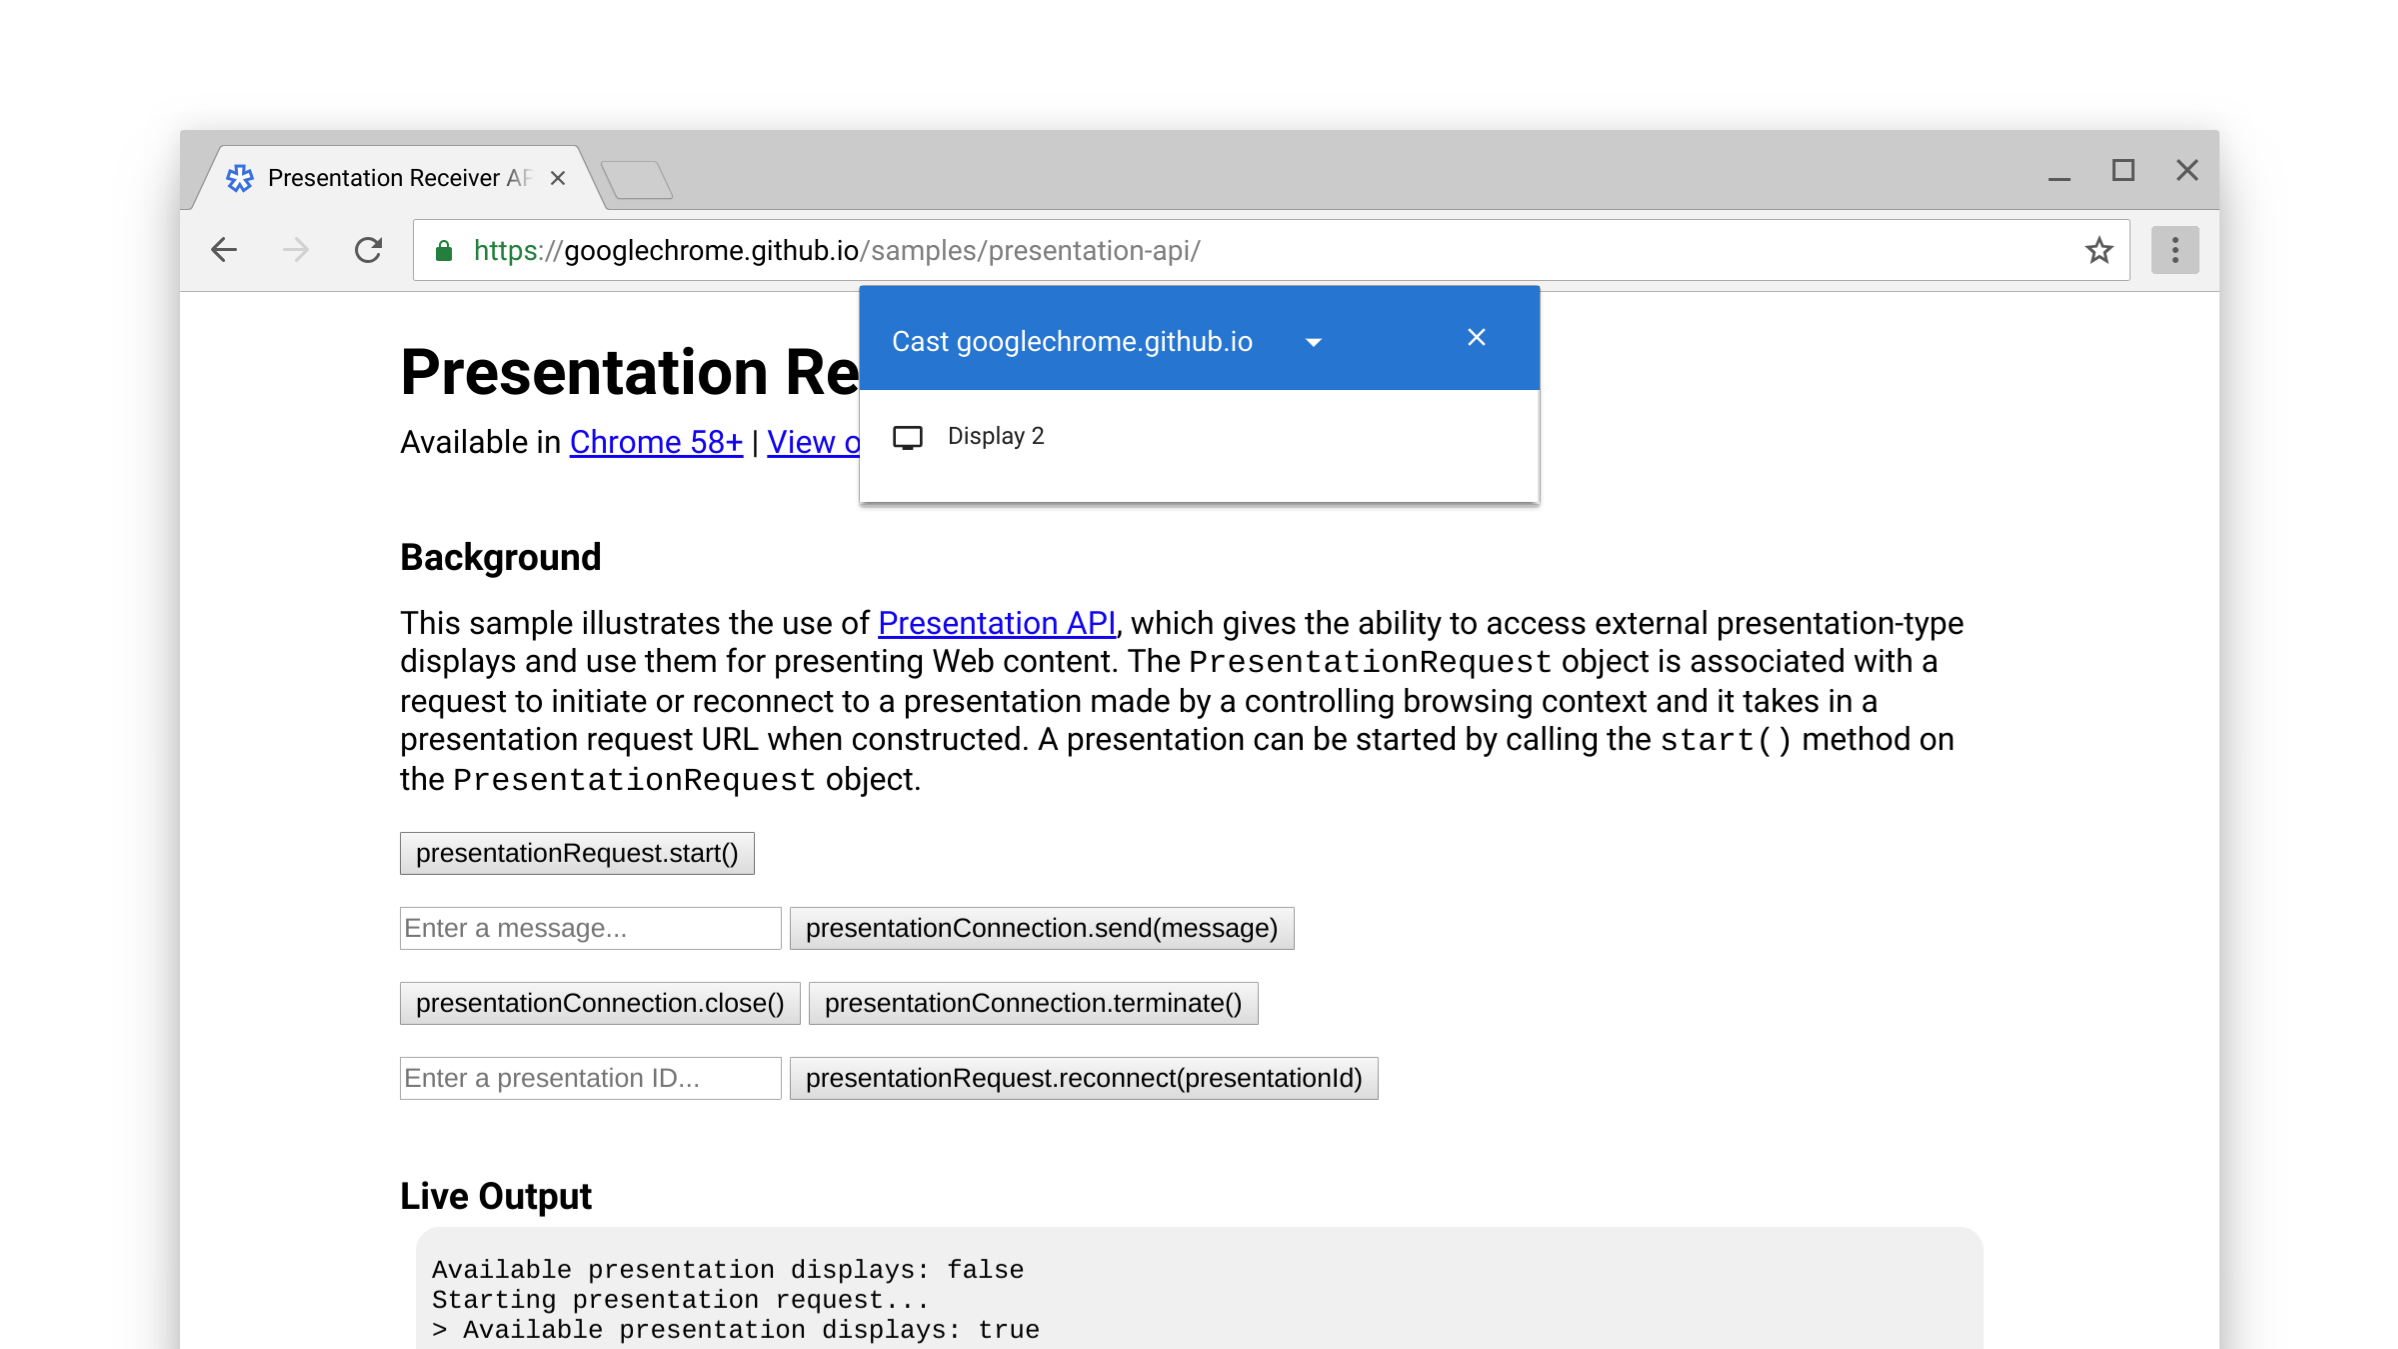 Presentation Receiver AP
https://googlechrome.github.io/samples/presentation-api/
Cast googlechrome.github.io
Display 2
Presentation Re
Available in Chrome 58+ | View o
Background
This sample illustrates the use of Presentation API, which gives the ability to access external presentation-type
displays and use them for presenting Web content. The PresentationRequest object is associated with a
request to initiate or reconnect to a presentation made by a controlling browsing context and it takes in a
presentation request URL when constructed. A presentation can be started by calling the start() method on
the PresentationRequest object.
presentationRequest.start()
Enter a message... presentationConnection.send(message)
presentationConnection.close() presentationConnection.terminate()
Enter a presentation ID... presentationRequest.reconnect(presentationId)
Live Output
Available presentation displays: false
Starting presentation request...
> Available presentation displays: true